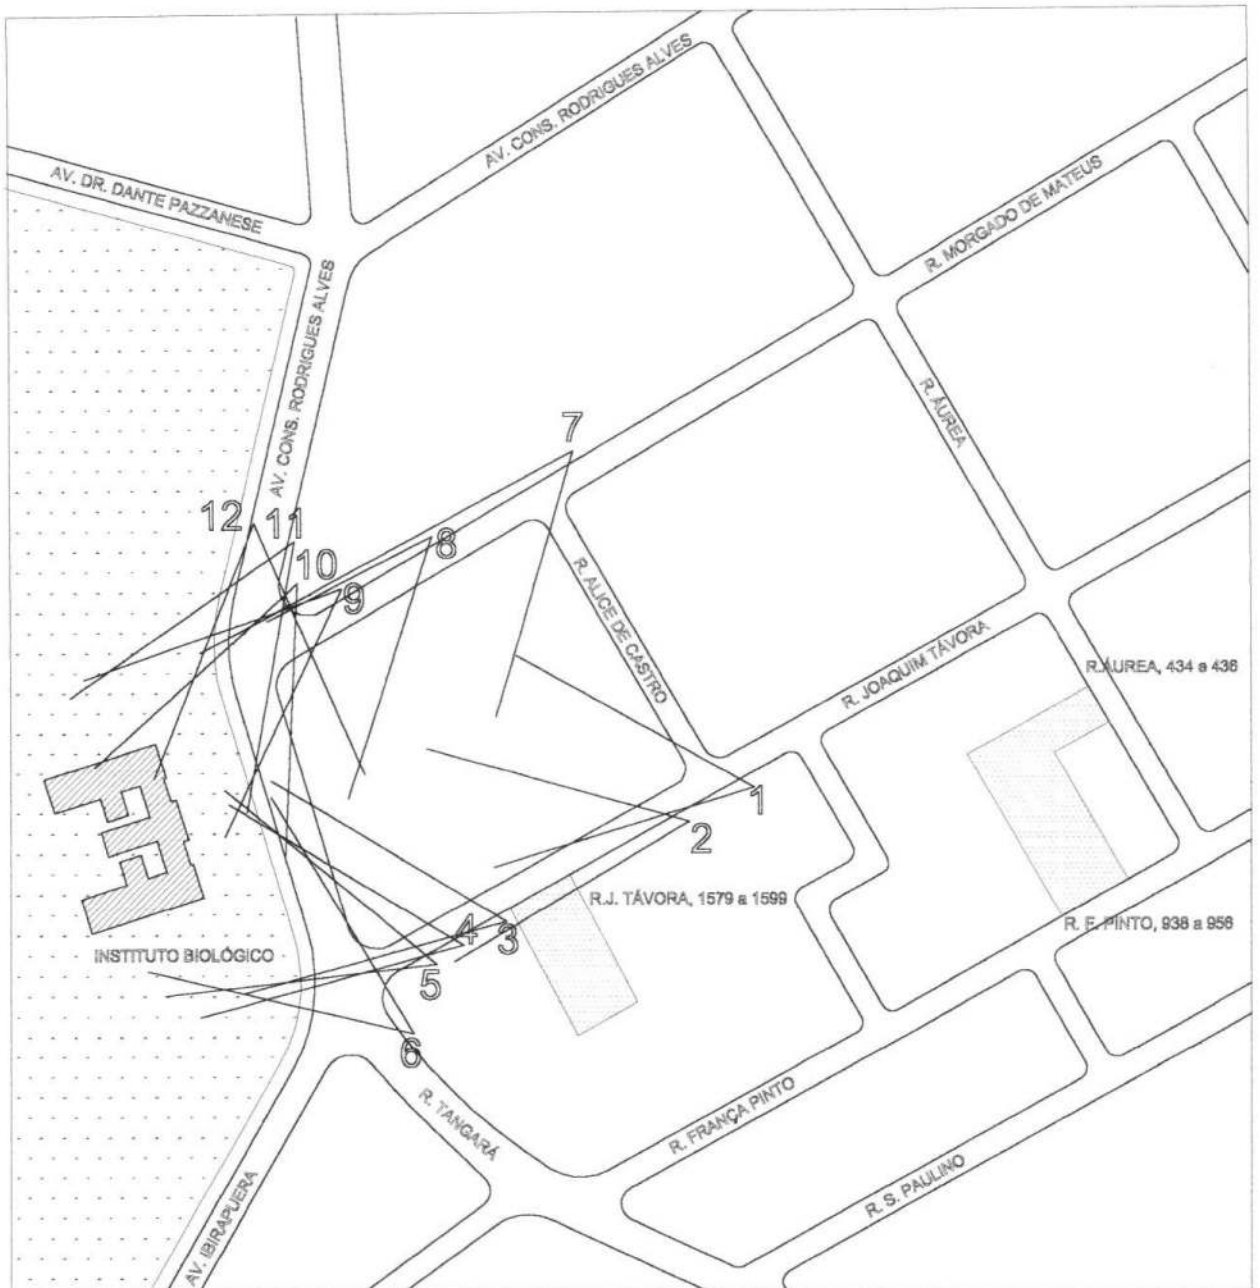 AV. CONS. RODRIGUES ALVES
AV. DR. DANTE PAZZANESE
R. MORGADO DE MATEUS
AV. CONS. RODRIGUES ALVES
R. ÁUREA
7
12
11
10
8
9
R. ALICE DE CASTRO
R. JOAQUIM TÁVORA
R.ÁUREA, 434 a 436
1
2
R.J. TÁVORA, 1579 a 1599
4
3
R. F. PINTO, 938 a 956
INSTITUTO BIOLÓGICO
5
6
R. TANGARÁ
R. FRANÇA PINTO
R. S. PAULINO
AV. IBIRAPUERA